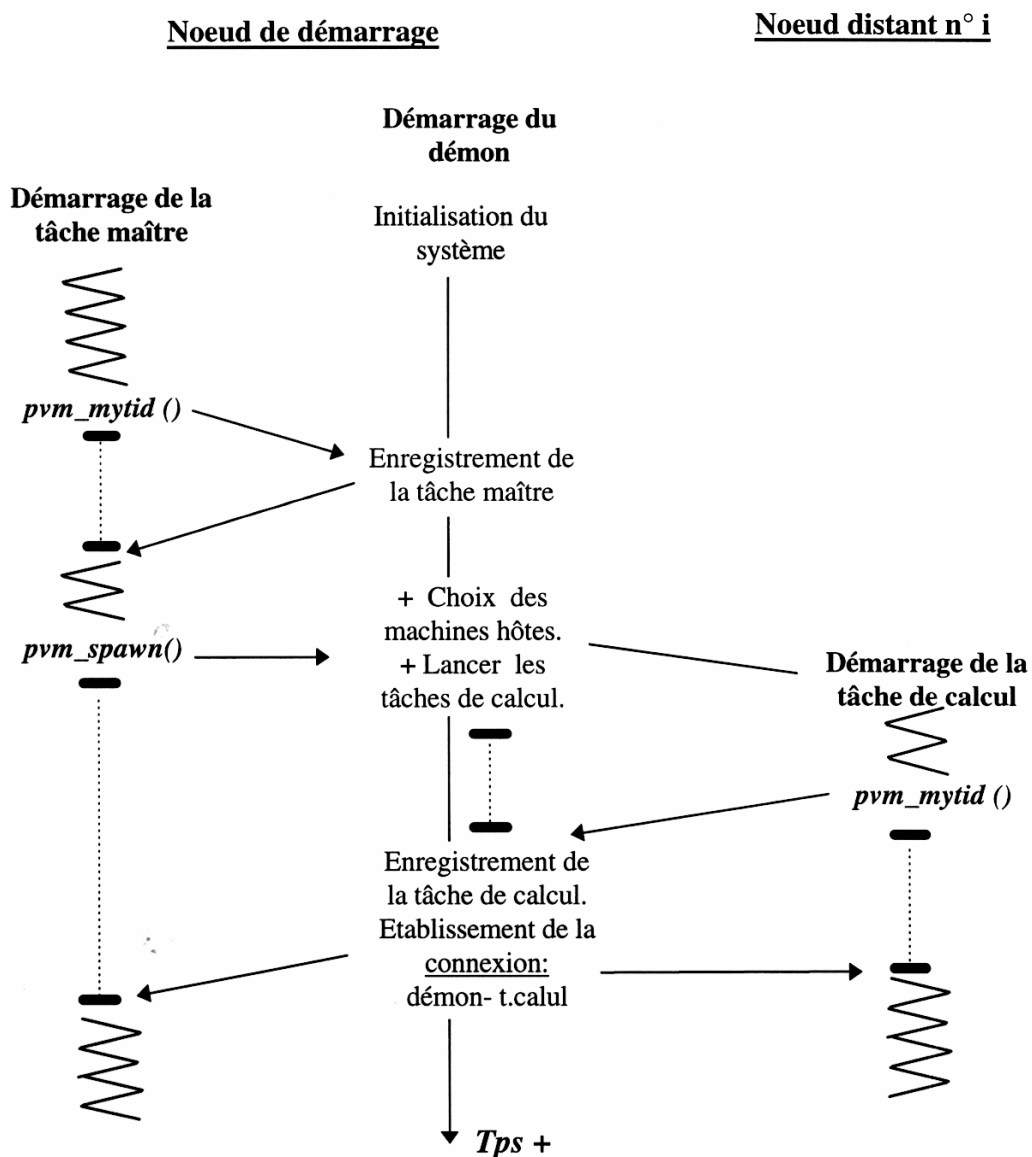 Noeud de démarrage
Noeud distant n° i
Démarrage du
démon
Démarrage de la
tâche maître
Initialisation du
système
pvm_mytid ()
Enregistrement de
la tâche maître
+ Choix des
machines hôtes.
pvm_spawn()
+ Lancer les
tâches de calcul.
Démarrage de la
tâche de calcul
pvm_mytid ()
Enregistrement de
la tâche de calcul.
Etablissement de la
connexion:
démon- t.calul
Tps +